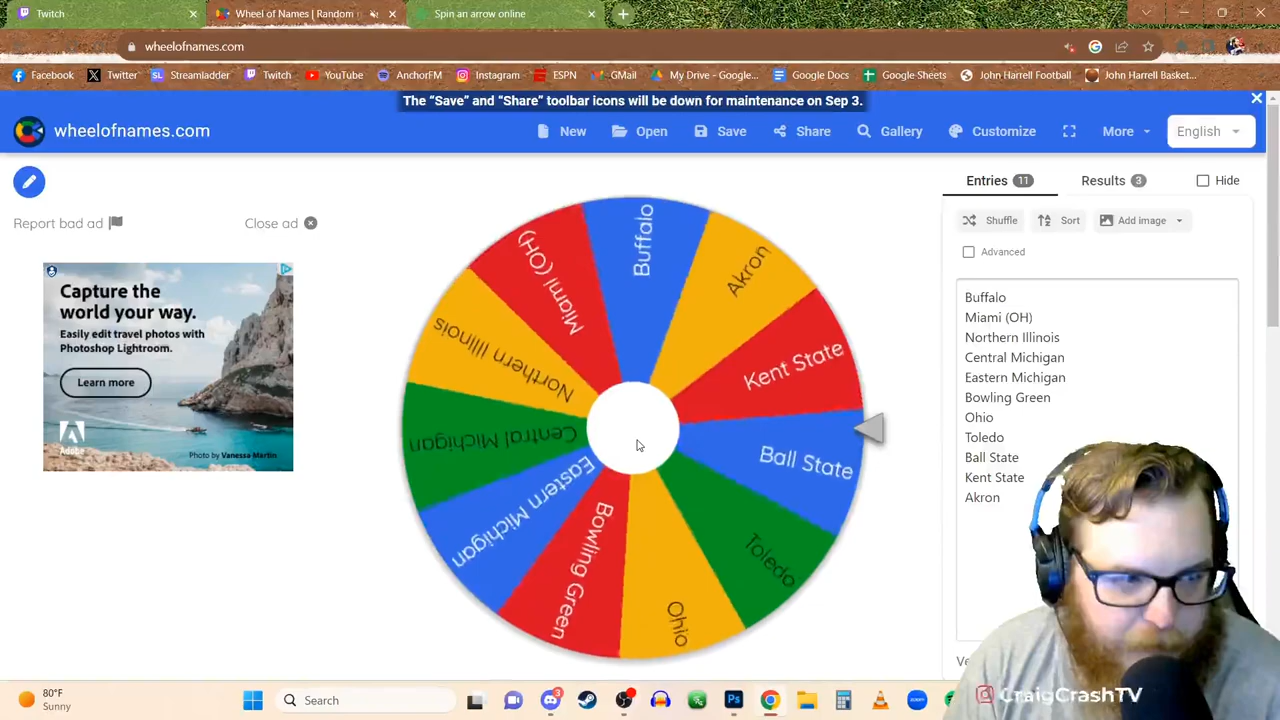 Twitch
Wheel of Names | Random
Spin an arrow online
wheelofnames.com
Facebook
Twitter
Streamladder
Twitch
YouTube
AnchorFM
Instagram
ESPN
GMail
My Drive - Google...
Google Docs
Google Sheets
John Harrell Football
John Harrell Basket...
The “Save” and “Share” toolbar icons will be down for maintenance on Sep 3.
wheelofnames.com
New
Open
Save
Share
Gallery
Customize
More
English
Report bad ad
Close ad
Capture the
world your way.
Easily edit travel photos with
Photoshop Lightroom.
Learn more
Adobe
Photo by Vanessa Martin
Buffalo
Akron
Kent State
Ball State
Toledo
Ohio
Bowling Green
Eastern Michigan
Central Michigan
Northern Illinois
Miami (OH)
Entries 11
Results 3
Hide
Shuffle
Sort
Add image
Advanced
Buffalo
Miami (OH)
Northern Illinois
Central Michigan
Eastern Michigan
Bowling Green
Ohio
Toledo
Ball State
Kent State
Akron
CraigCrashTV
80°F
Sunny
Search
3